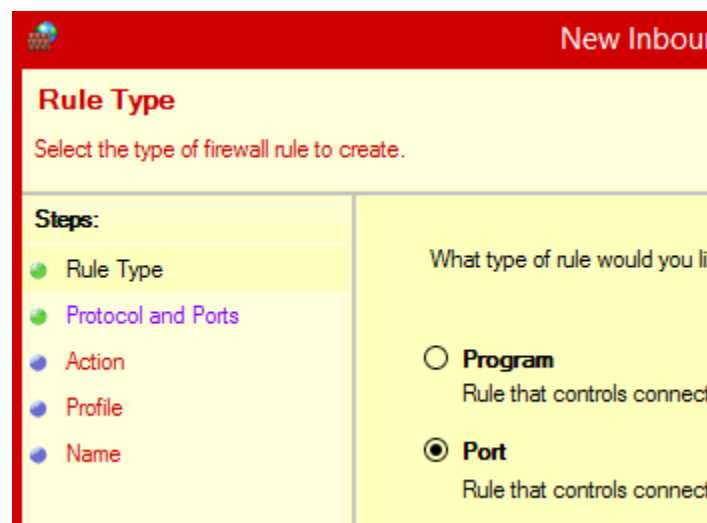 New Inbou
Rule Type
Select the type of firewall rule to create.
Steps:
Rule Type
Protocol and Ports
Action
Profile
Name
What type of rule would you li
Program
Rule that controls connect
Port
Rule that controls connect